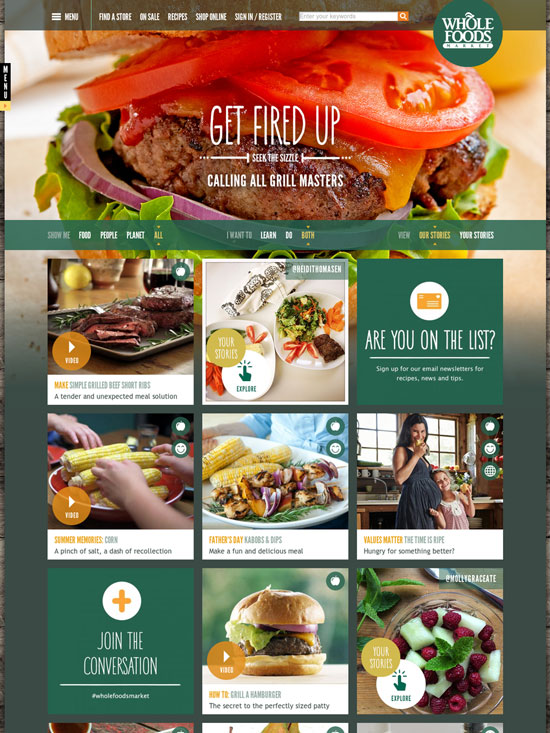 MENU
FIND A STORE
ON SALE
RECIPES
SHOP ONLINE
SIGN IN / REGISTER
Enter your keywords
WHOLE
FOODS
MARKET
MENU
GET FIRED UP
SEEK THE SIZZLE
CALLING ALL GRILL MASTERS
SHOW ME FOOD PEOPLE PLANET ALL
I WANT TO LEARN DO BOTH
VIEW OUR STORIES YOUR STORIES
VIDEO
MAKE SIMPLE GRILLED BEEF SHORT RIBS
A tender and unexpected meal solution
@HEIDITHOMASEN
YOUR
STORIES
EXPLORE
ARE YOU ON THE LIST?
Sign up for our email newsletters for
recipes, news and tips.
VIDEO
SUMMER MEMORIES: CORN
A pinch of salt, a dash of recollection
FATHER'S DAY KABOBS & DIPS
Make a fun and delicious meal
VALUES MATTER THE TIME IS RIPE
Hungry for something better?
JOIN THE
CONVERSATION
#wholefoodsmarket
VIDEO
HOW TO: GRILL A HAMBURGER
The secret to the perfectly sized patty
@MOLLYGRACEATE
YOUR
STORIES
EXPLORE